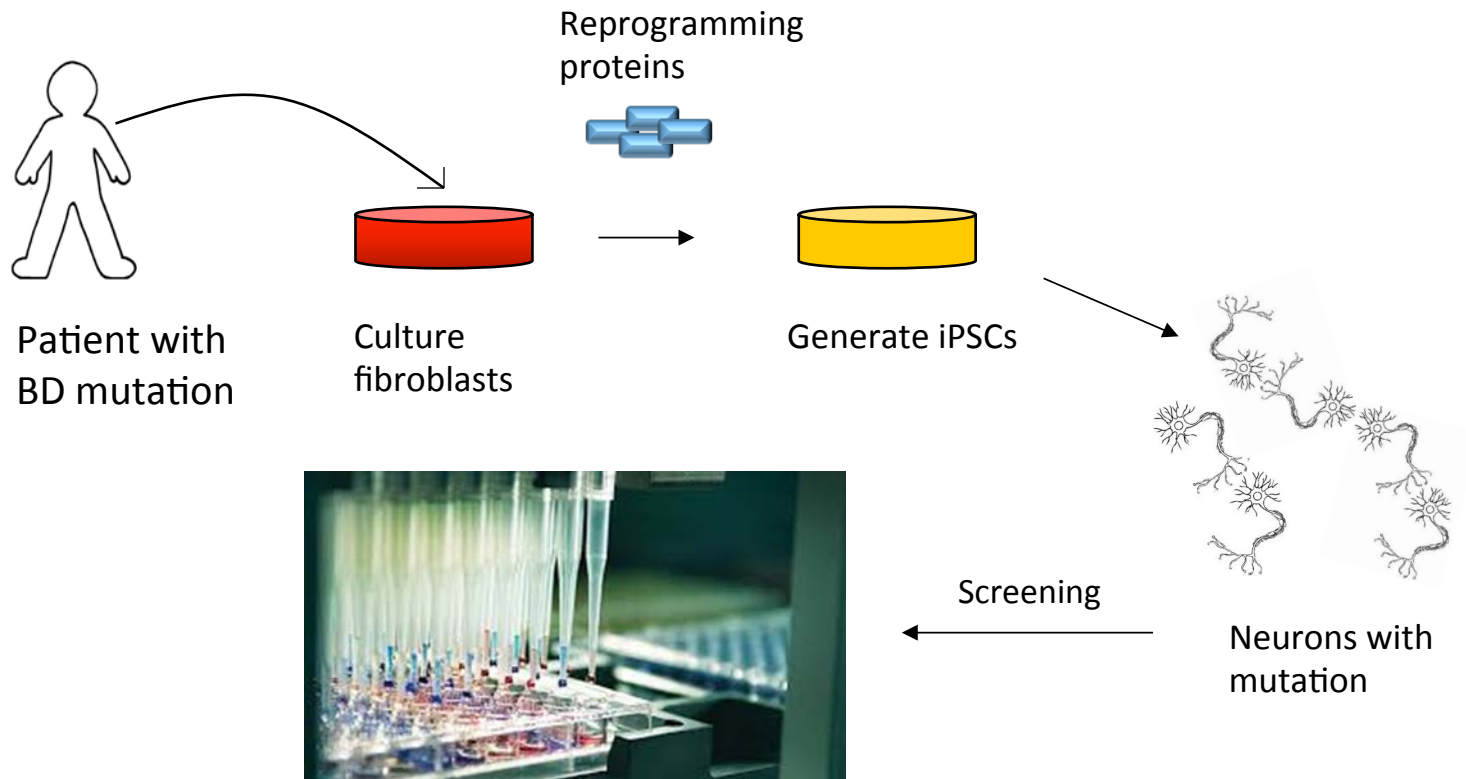 Reprogramming
proteins
Patient with
BD mutation
Culture
fibroblasts
Generate iPSCs
Screening
Neurons with
mutation